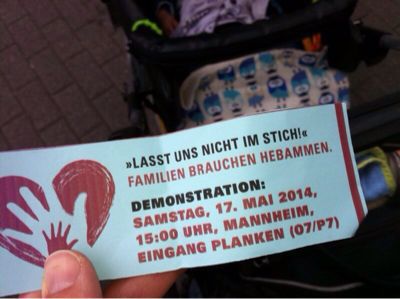 »LASST UNS NICHT IM STICH!«
FAMILIEN BRAUCHEN HEBAMMEN.
DEMONSTRATION:
SAMSTAG, 17. MAI 2014,
15:00 UHR, MANNHEIM,
EINGANG PLANKEN (O7/P7)